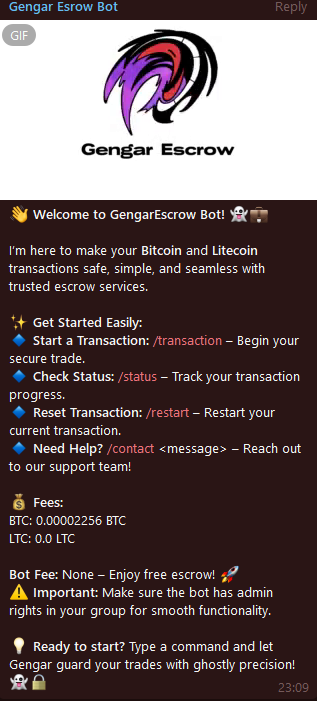 Gengar Esrow Bot Reply
GIF
Gengar Escrow
👋 Welcome to GengarEscrow Bot! 👻💼
I'm here to make your Bitcoin and Litecoin
transactions safe, simple, and seamless with
trusted escrow services.
✨ Get Started Easily:
🔹 Start a Transaction: /transaction – Begin your
secure trade.
🔹 Check Status: /status – Track your transaction
progress.
🔹 Reset Transaction: /restart – Restart your
current transaction.
🔹 Need Help? /contact <message> – Reach out
to our support team!
💰 Fees:
BTC: 0.00002256 BTC
LTC: 0.0 LTC
Bot Fee: None – Enjoy free escrow! 🚀
⚠️ Important: Make sure the bot has admin
rights in your group for smooth functionality.
💡 Ready to start? Type a command and let
Gengar guard your trades with ghostly precision!
👻🔒
23:09